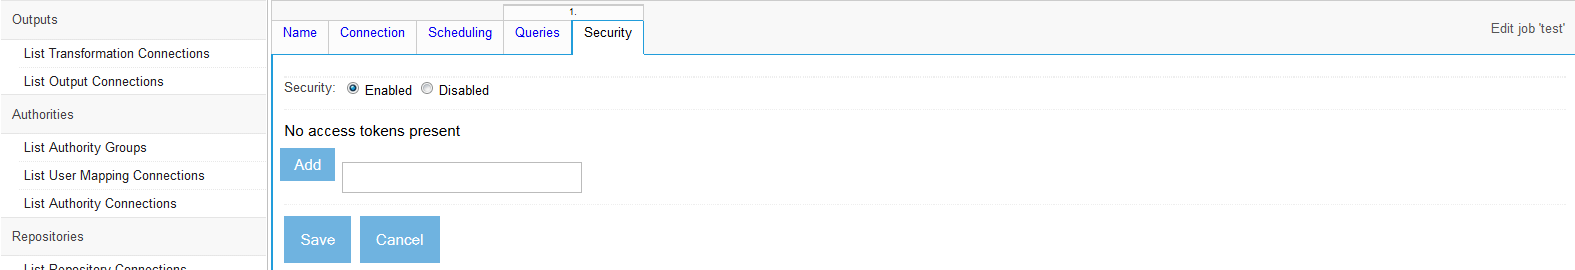 Outputs
List Transformation Connections
List Output Connections
Authorities
List Authority Groups
List User Mapping Connections
List Authority Connections
Repositories
List Repository Connections
1.
Name Connection Scheduling Queries Security
Edit job 'test'
Security: Enabled Disabled
No access tokens present
Add
Save Cancel